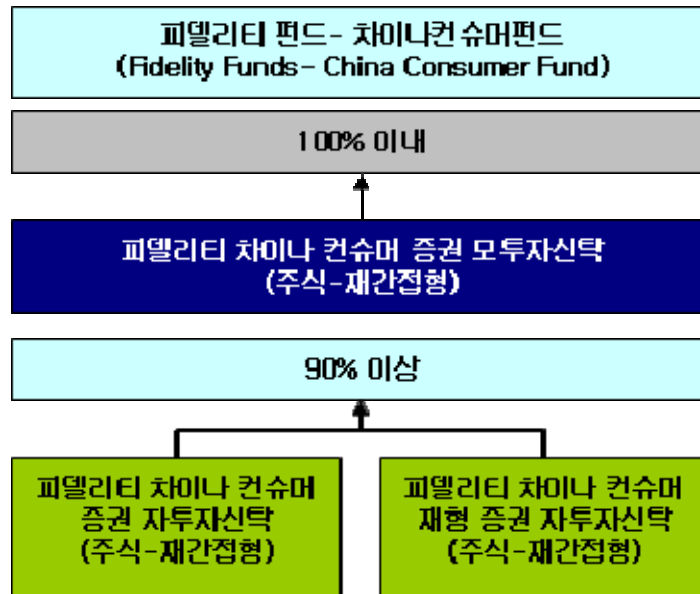 피델리티 펀드- 차이나컨슈머펀드
(Fidelity Funds- China Consumer Fund)
100% 이내
피델리티 차이나 컨슈머 증권 모투자신탁
(주식-재간접형)
90% 이상
피델리티 차이나 컨슈머
증권 자투자신탁
(주식-재간접형)
피델리티 차이나 컨슈머
재형 증권 자투자신탁
(주식-재간접형)